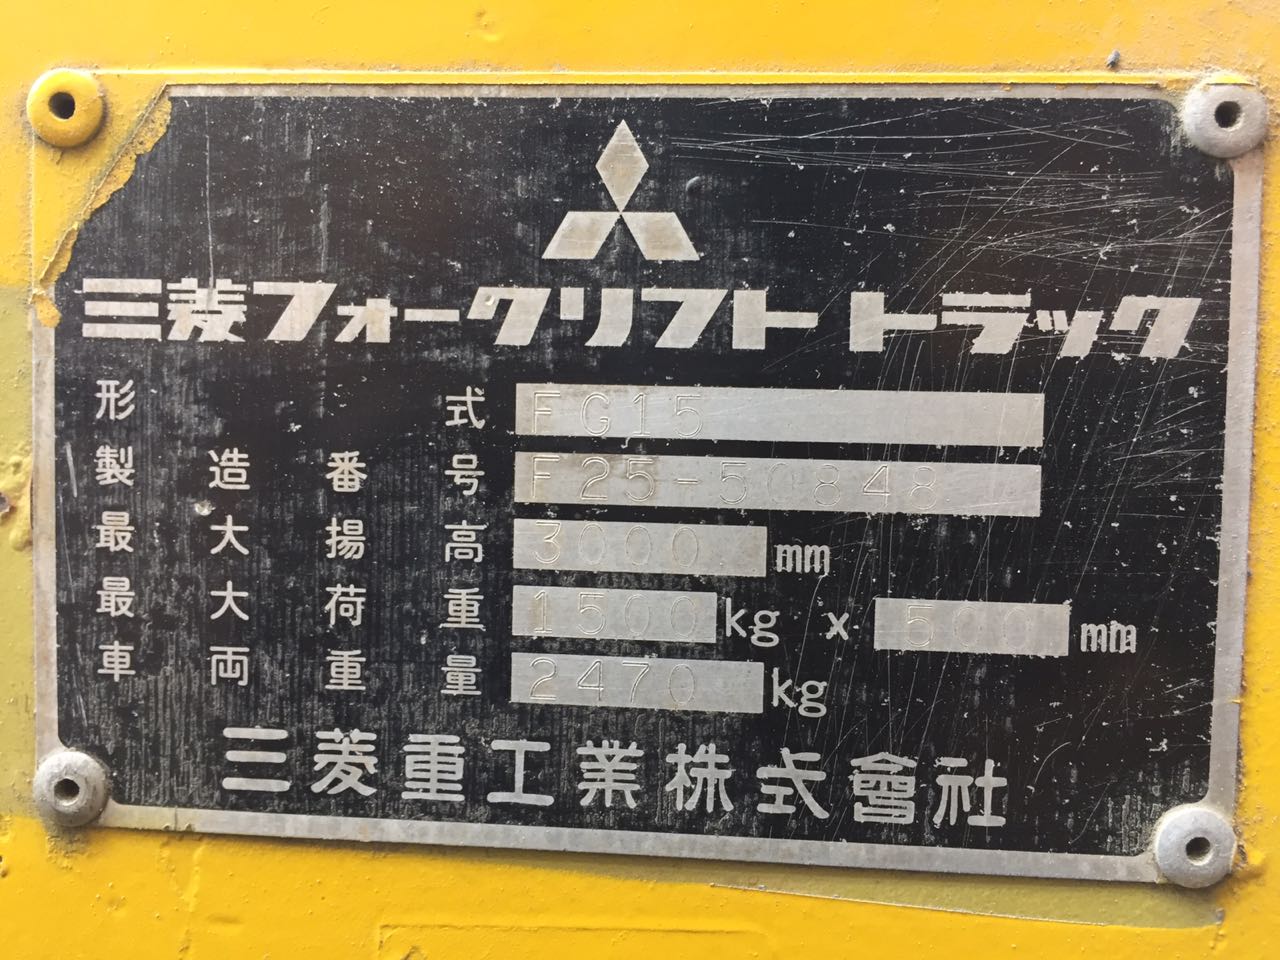 三菱フォークリフト トラック
形式 FG15
製造番号 F25-50848
最大揚高 3000 mm
最大荷重 1500 kg x 500 mm
車両重量 2470 kg
三菱重工業株式會社